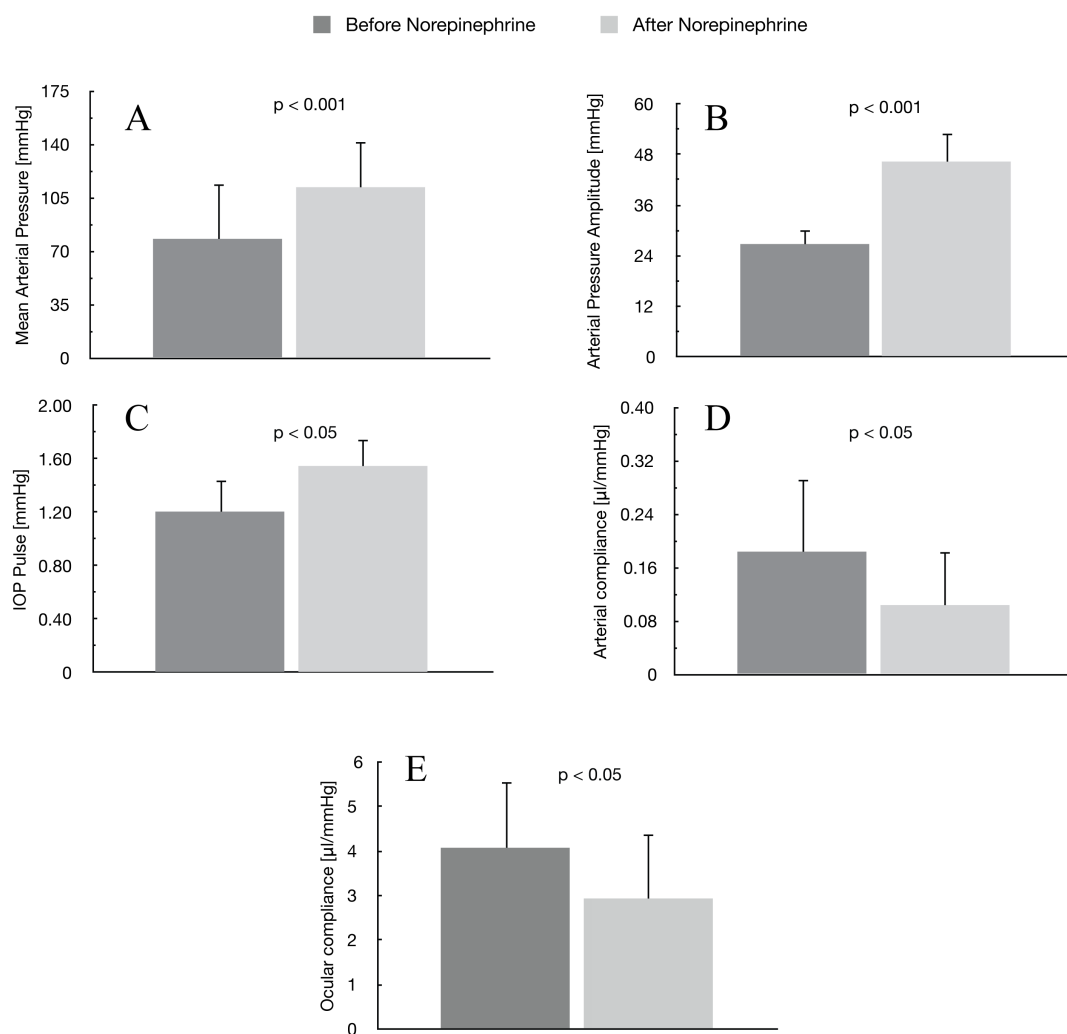 Before Norepinephrine After Norepinephrine
A
p < 0.001
Mean Arterial Pressure [mmHg]
175
140
105
70
35
0
B
p < 0.001
Arterial Pressure Amplitude [mmHg]
60
48
36
24
12
0
C
p < 0.05
IOP Pulse [mmHg]
2.00
1.60
1.20
0.80
0.40
0
D
p < 0.05
Arterial compliance [µl/mmHg]
0.40
0.32
0.24
0.16
0.08
0
E
p < 0.05
Ocular compliance [µl/mmHg]
6
5
4
3
2
1
0